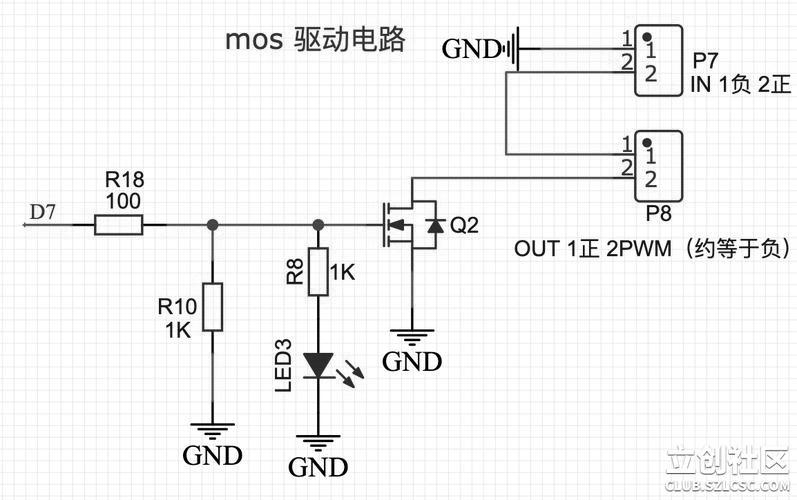 mos 驱动电路
GND
1
1
2
2
P7
IN 1负 2正
1
1
2
2
P8
OUT 1正 2PWM（约等于负）
D7
R18
100
Q2
R8
1K
R10
1K
LED3
GND
GND
GND
立创社区
CLUB.SZLCSC.COM